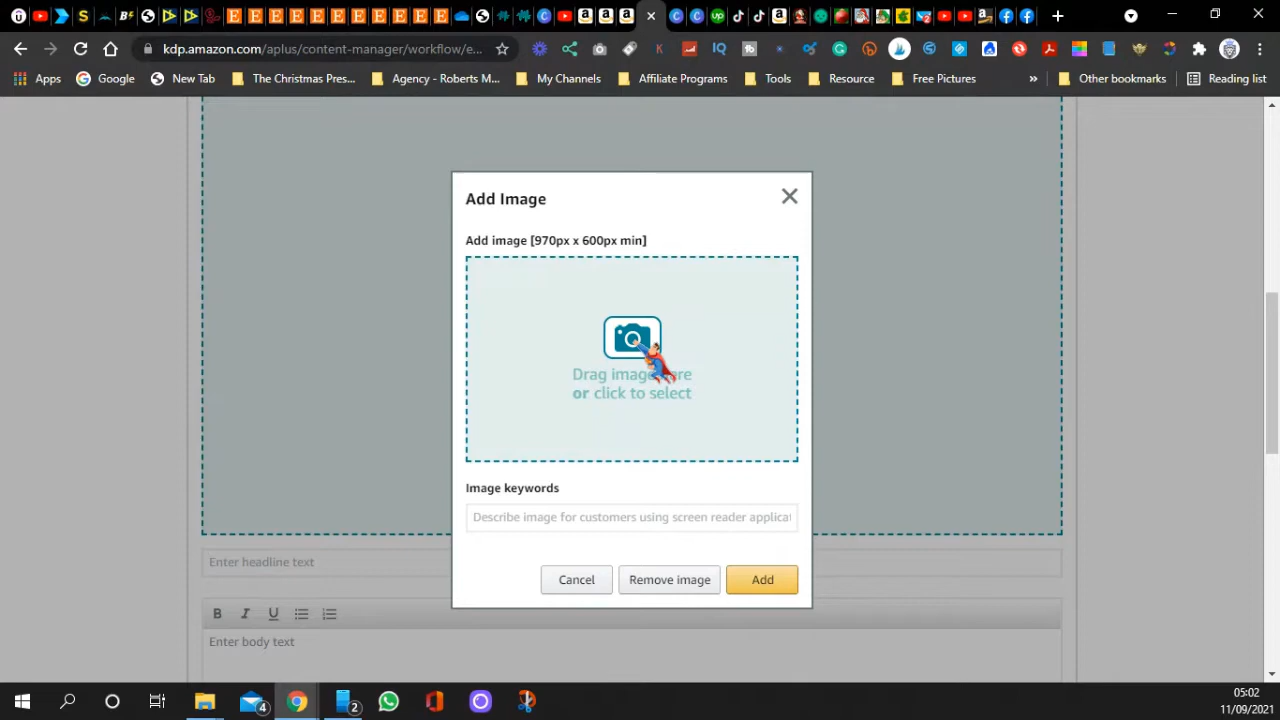 kdp.amazon.com/aplus/content-manager/workflow/e...
Apps
Google
New Tab
The Christmas Pres...
Agency - Roberts M...
My Channels
Affiliate Programs
Tools
Resource
Free Pictures
»
Other bookmarks
Reading list
Add Image
Add image [970px x 600px min]
Drag image here
or click to select
Image keywords
Describe image for customers using screen reader applicat
Cancel
Remove image
Add
Enter headline text
B I U
Enter body text
4
2
05:02
11/09/2021